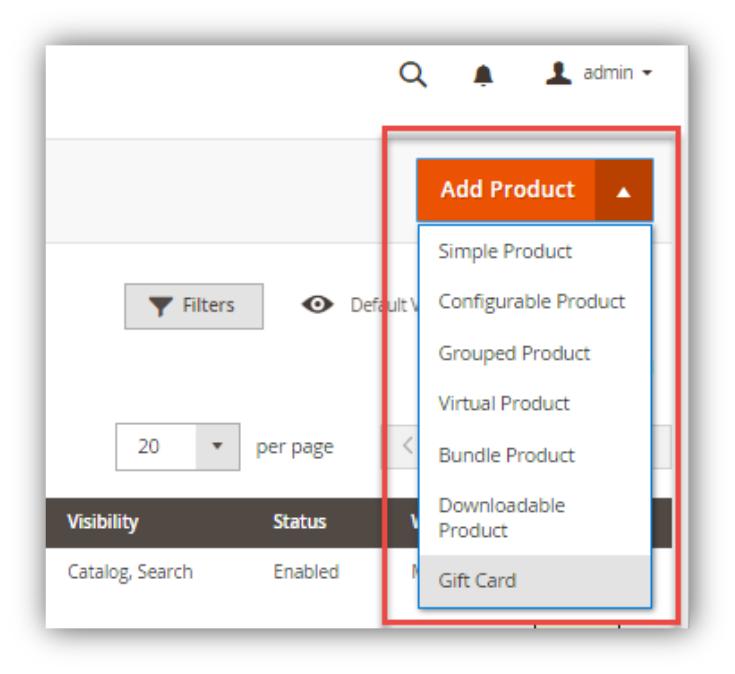 admin
Add Product
Simple Product
Filters
Default
Configurable Product
Grouped Product
Virtual Product
20
per page
Bundle Product
Downloadable
Product
Visibility
Status
Catalog, Search
Enabled
Gift Card